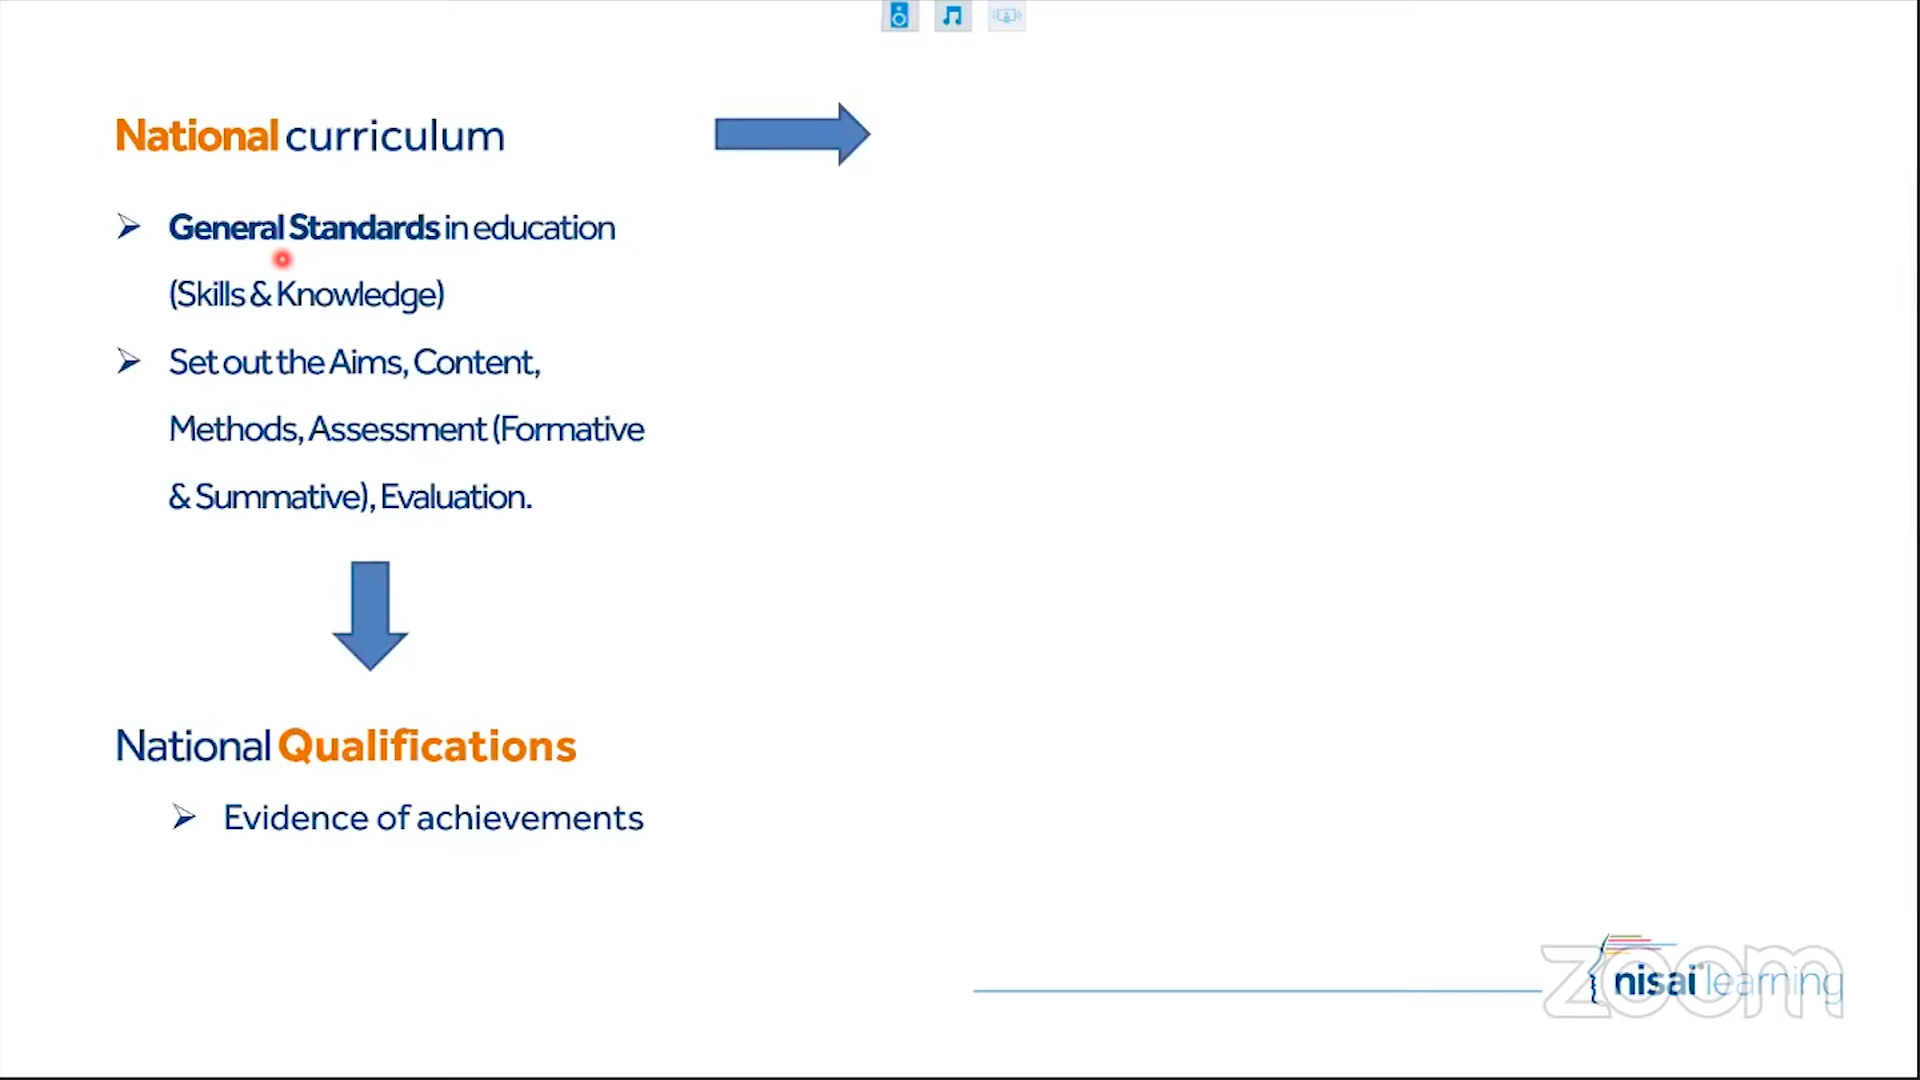 National curriculum
General Standards in education
(Skills & Knowledge)
Set out the Aims, Content,
Methods, Assessment (Formative
& Summative), Evaluation.
National Qualifications
Evidence of achievements
nisai learning
zoom